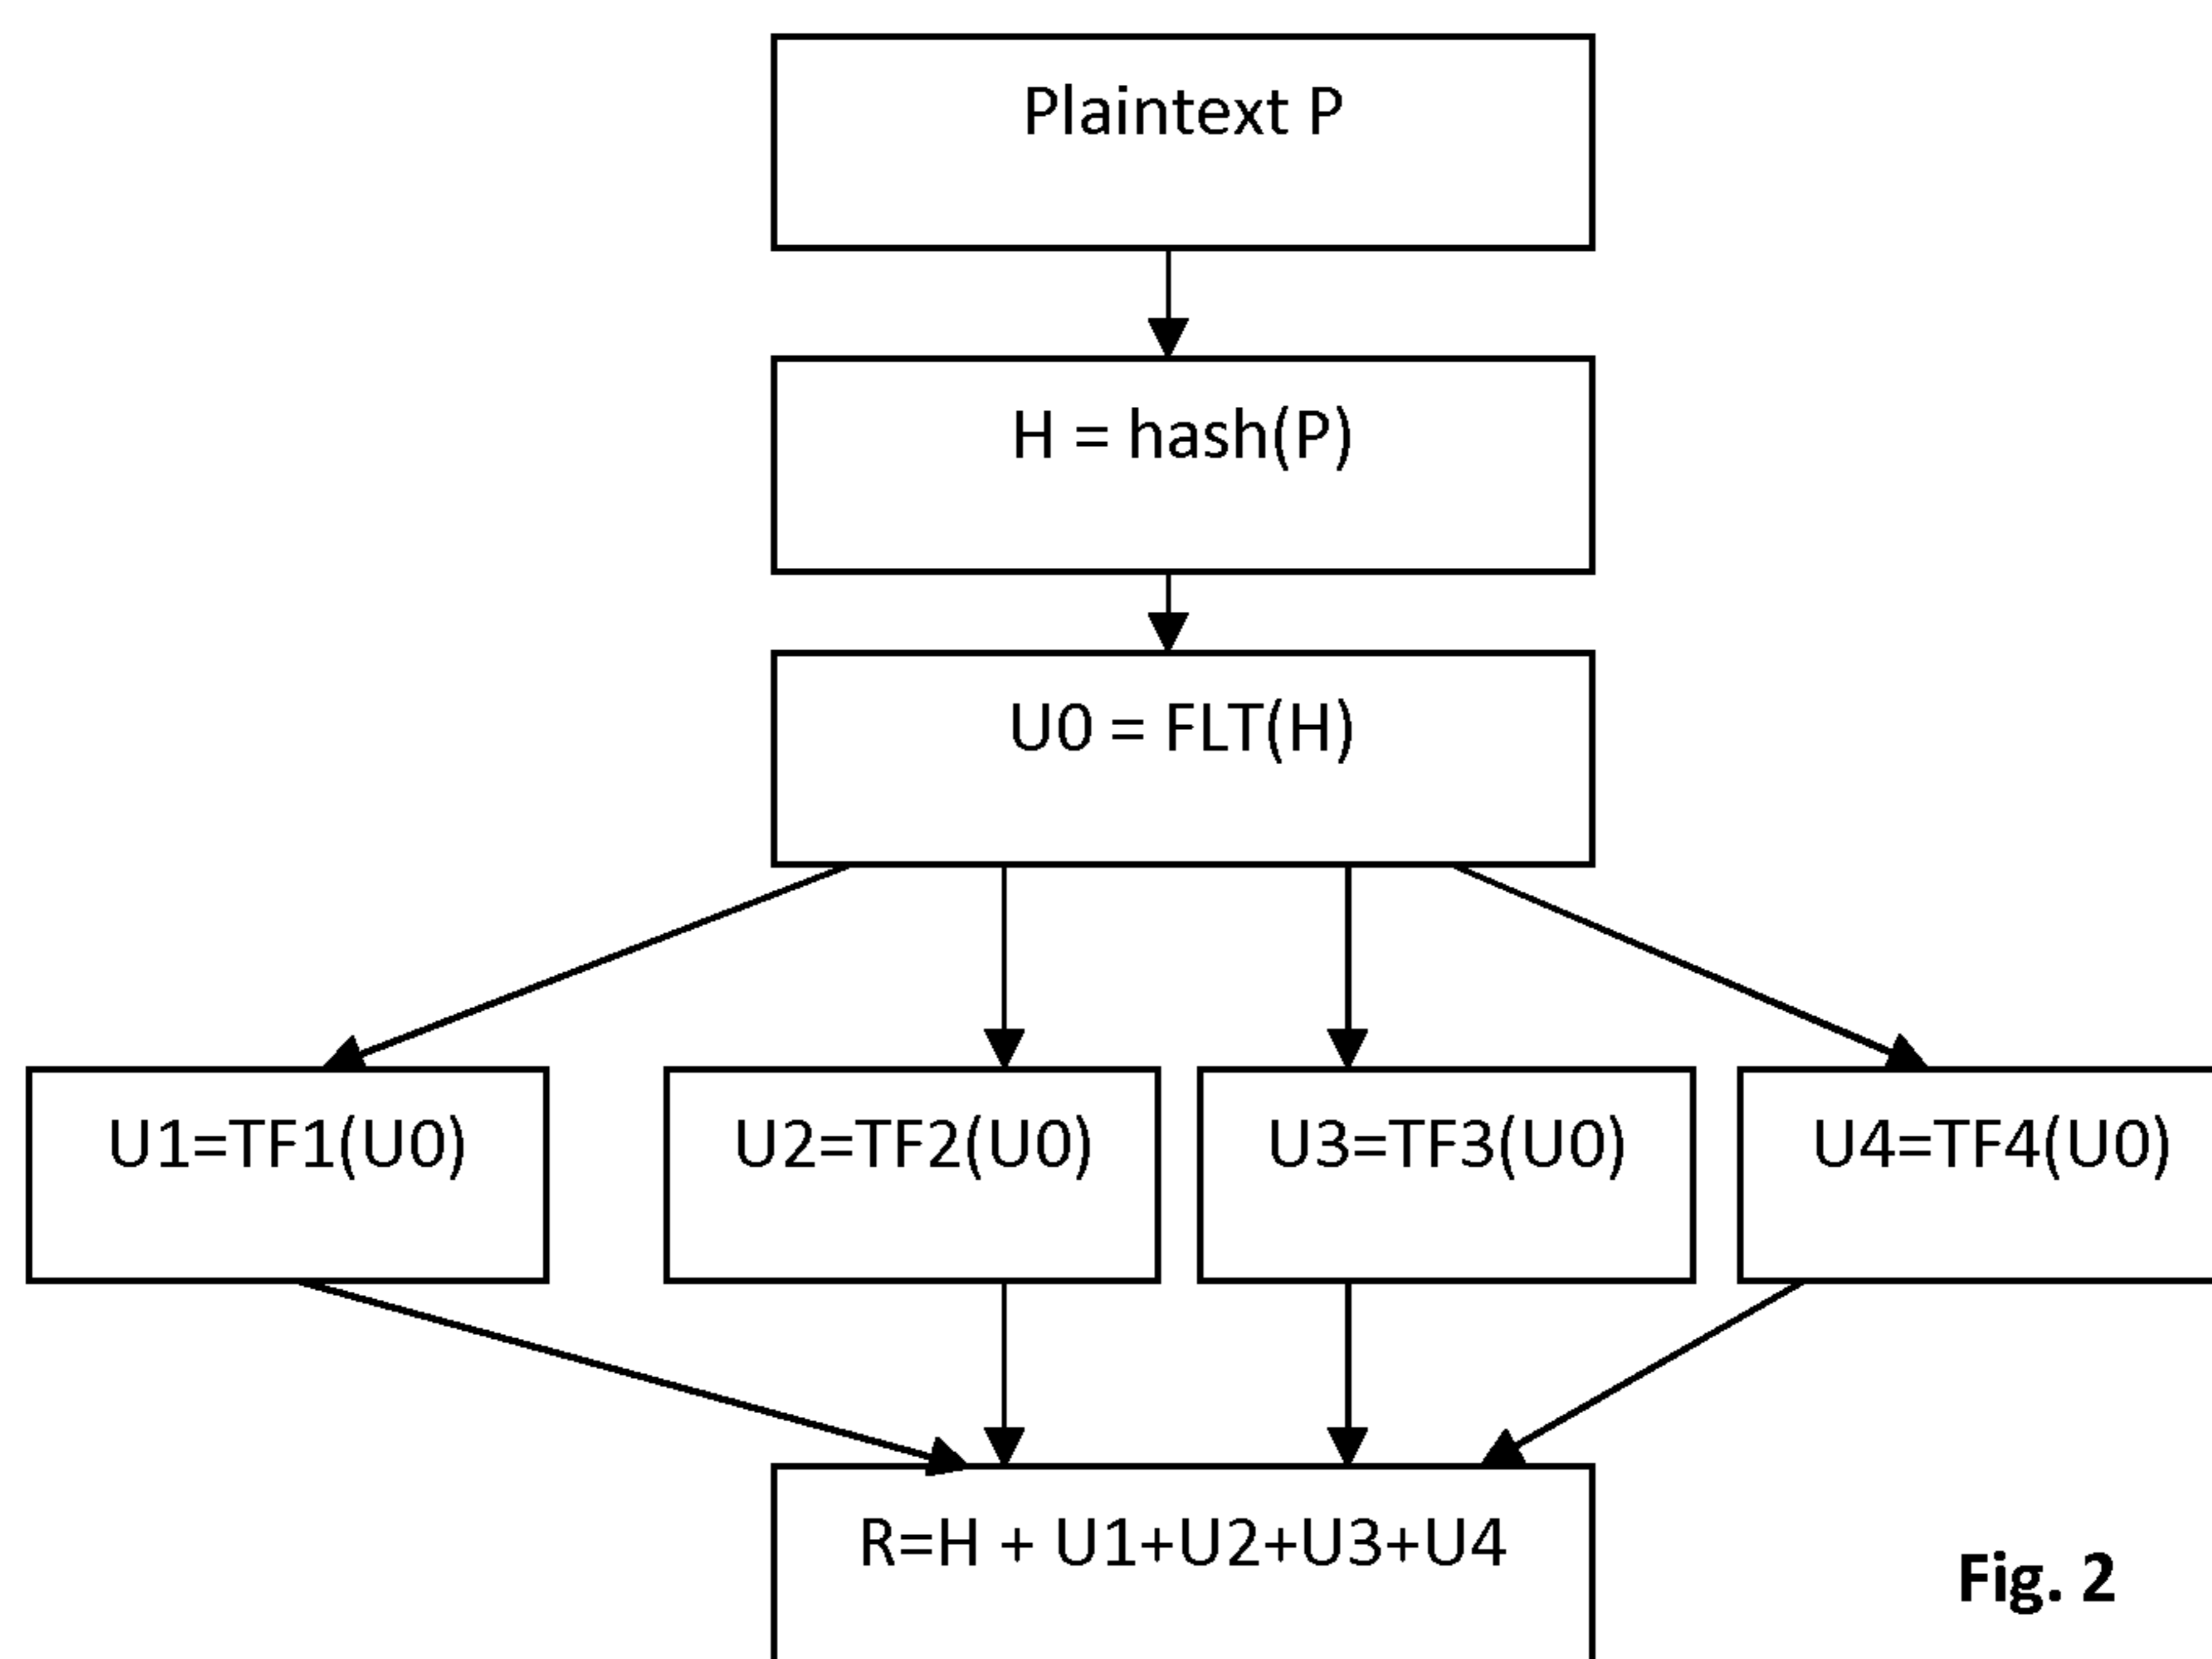 Plaintext P
H = hash(P)
U0 = FLT(H)
U1=TF1(U0)
U2=TF2(U0)
U3=TF3(U0)
U4=TF4(U0)
R=H + U1+U2+U3+U4
Fig. 2